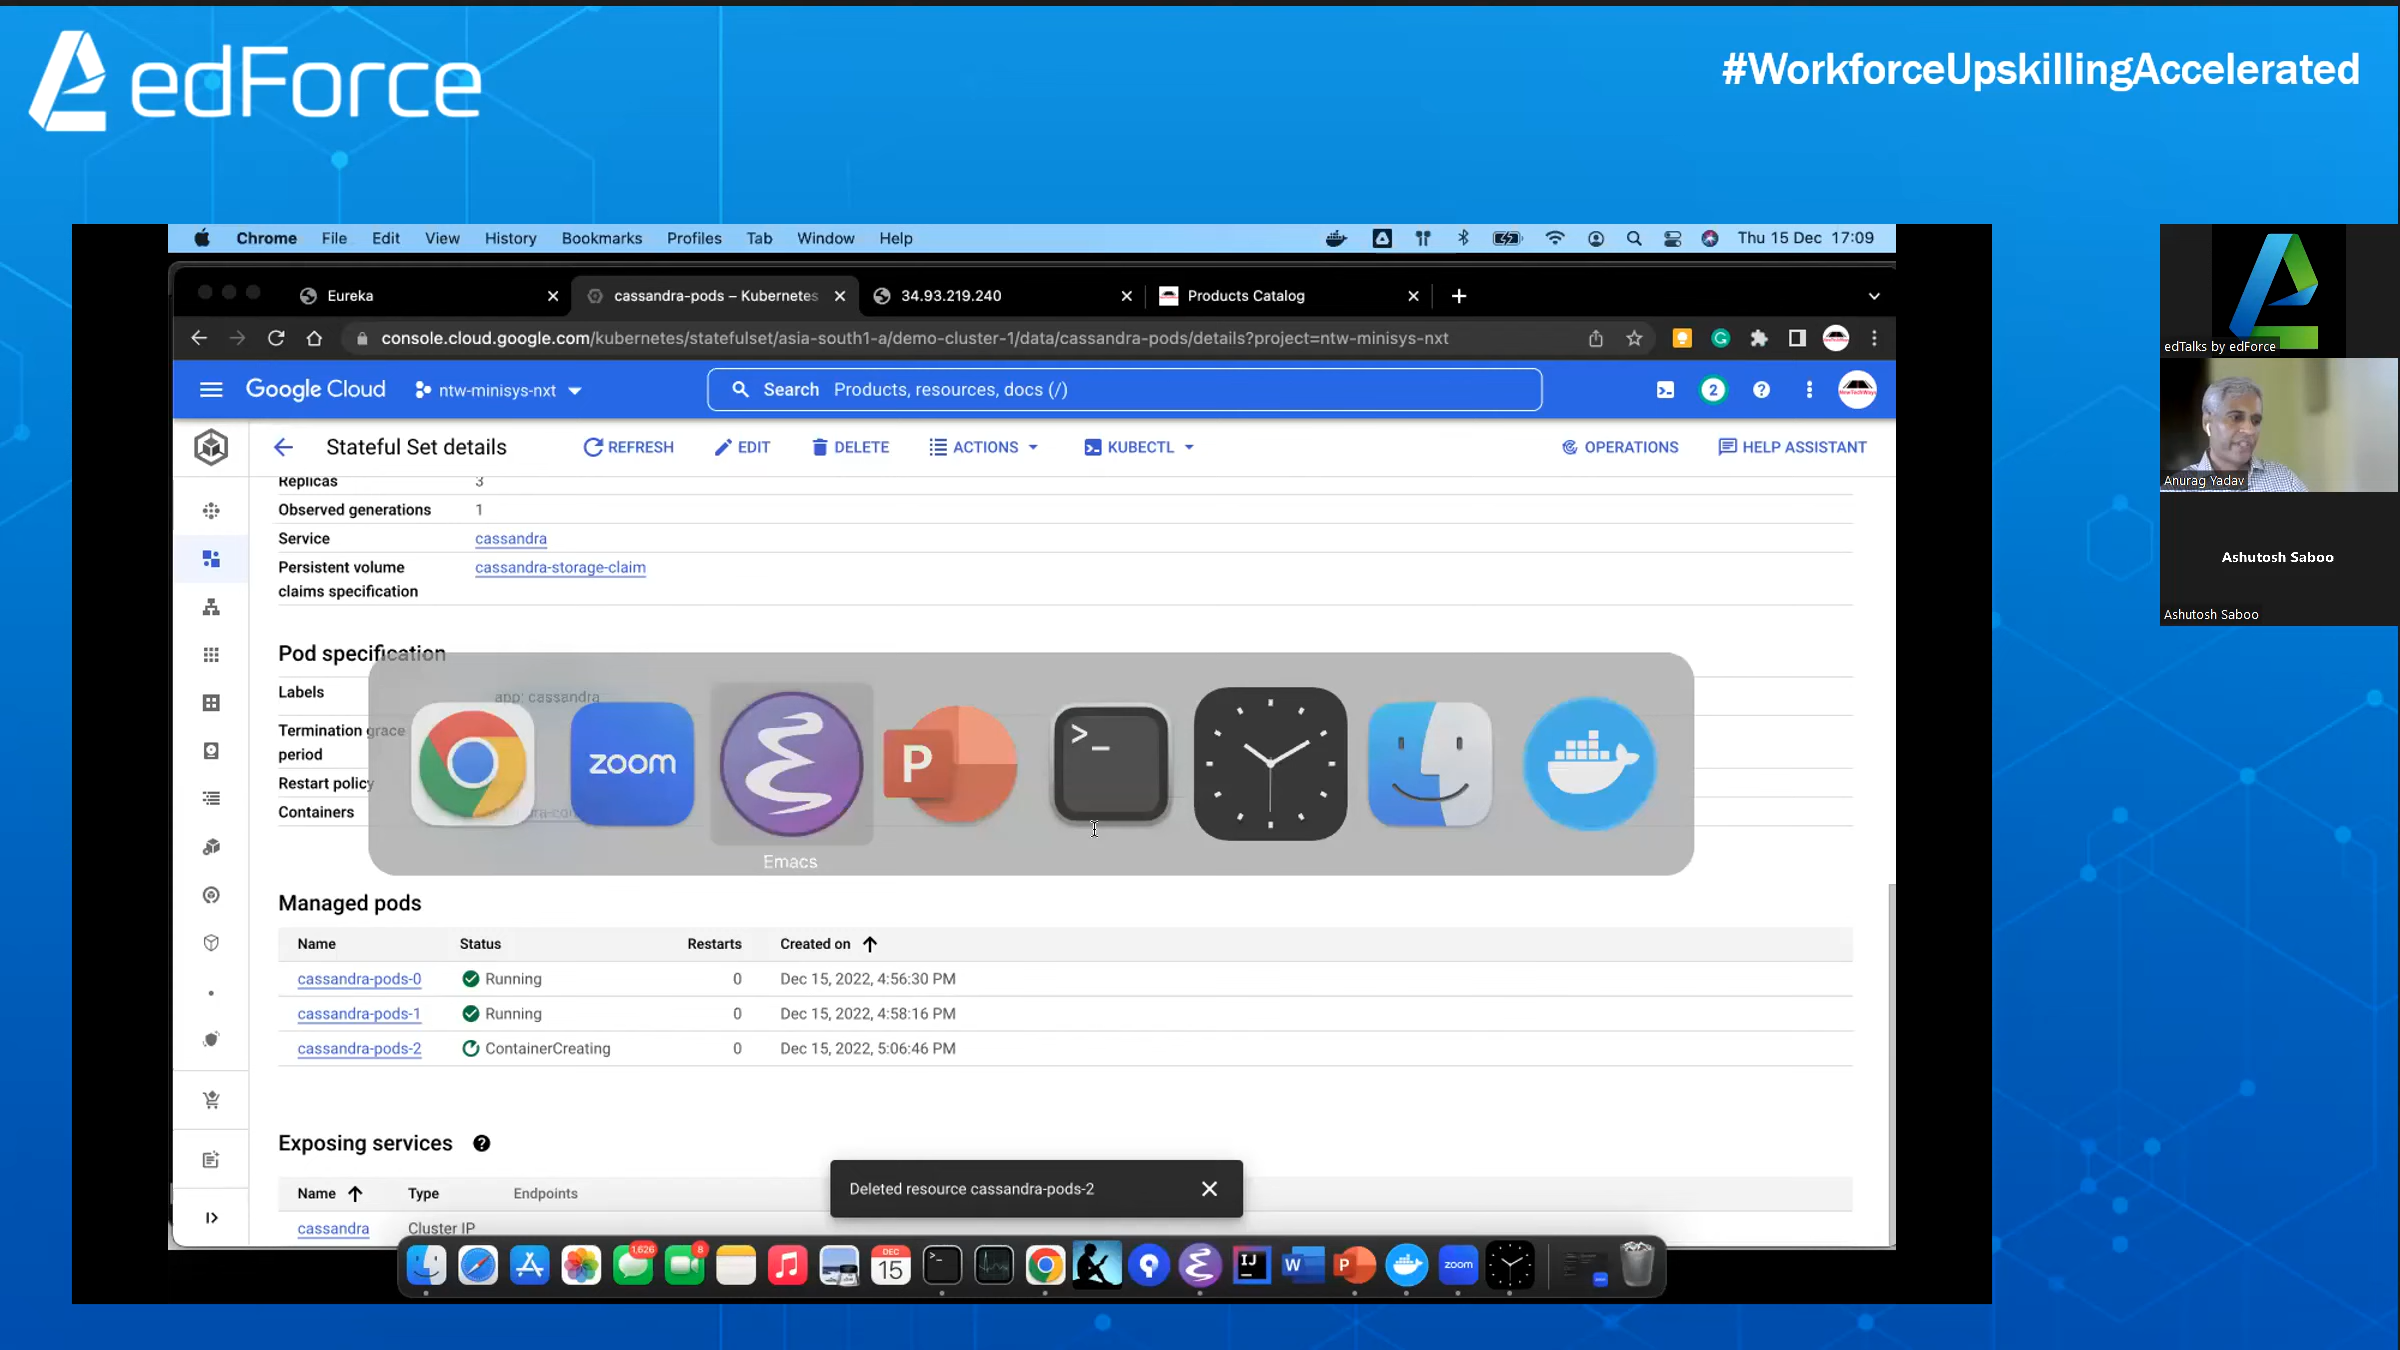 edForce
#WorkforceUpskillingAccelerated
Chrome File Edit View History Bookmarks Profiles Tab Window Help
Thu 15 Dec 17:09
Eureka
cassandra-pods – Kubernetes
34.93.219.240
Products Catalog
console.cloud.google.com/kubernetes/statefulset/asia-south1-a/demo-cluster-1/data/cassandra-pods/details?project=ntw-minisys-nxt
Google Cloud
ntw-minisys-nxt
Search Products, resources, docs (/)
2
Stateful Set details
REFRESH
EDIT
DELETE
ACTIONS
KUBECTL
OPERATIONS
HELP ASSISTANT
Replicas 3
Observed generations 1
Service cassandra
Persistent volume cassandra-storage-claim
claims specification
Pod specification
Labels app: cassandra
Termination grace
period
Restart policy
Containers
zoom
P
>_
Emacs
Managed pods
Name Status Restarts Created on
cassandra-pods-0 Running 0 Dec 15, 2022, 4:56:30 PM
cassandra-pods-1 Running 0 Dec 15, 2022, 4:58:16 PM
cassandra-pods-2 ContainerCreating 0 Dec 15, 2022, 5:06:46 PM
Exposing services
Name Type Endpoints
cassandra Cluster IP
Deleted resource cassandra-pods-2
1,626
8
DEC
15
IJ
W
P
zoom
edTalks by edForce
Anurag Yadav
Ashutosh Saboo
Ashutosh Saboo